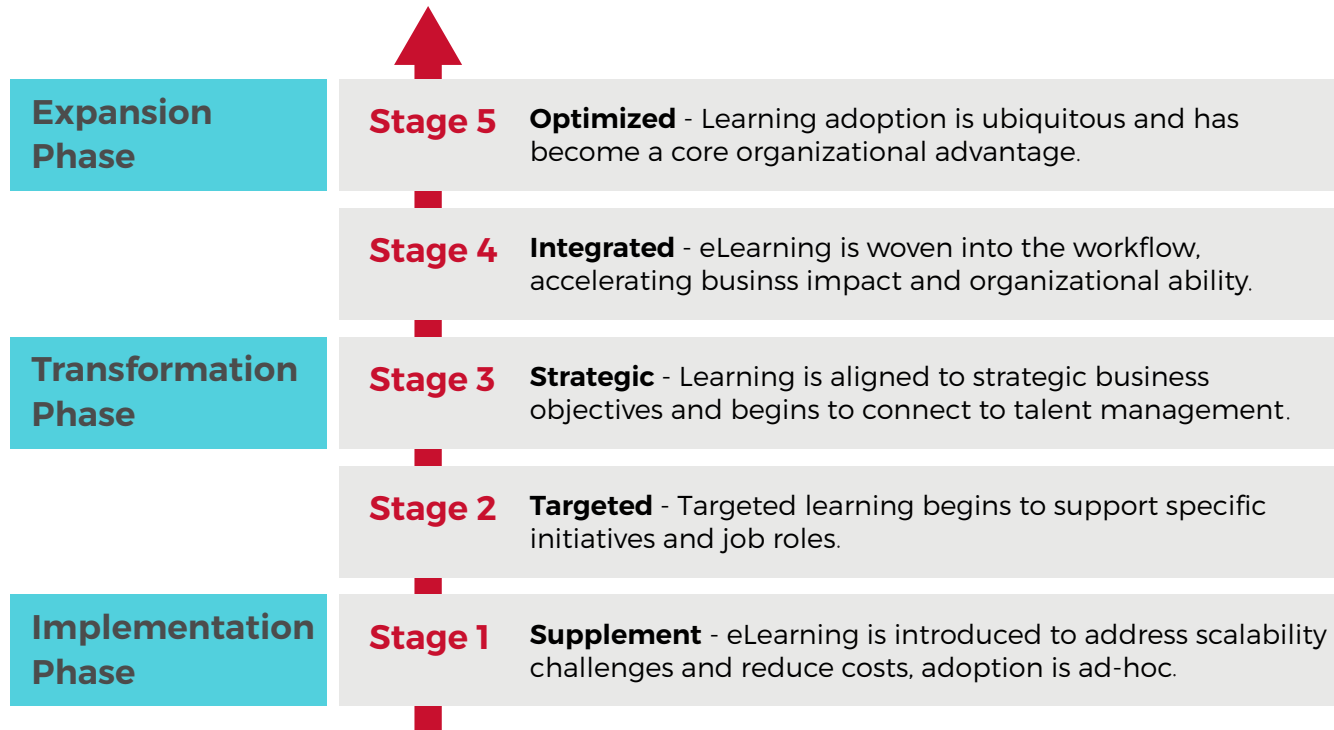 Expansion
Phase
Stage 5
Optimized - Learning adoption is ubiquitous and has
become a core organizational advantage.
Stage 4
Integrated - eLearning is woven into the workflow,
accelerating businss impact and organizational ability.
Transformation
Phase
Stage 3
Strategic - Learning is aligned to strategic business
objectives and begins to connect to talent management.
Stage 2
Targeted - Targeted learning begins to support specific
initiatives and job roles.
Implementation
Phase
Stage 1
Supplement - eLearning is introduced to address scalability
challenges and reduce costs, adoption is ad-hoc.